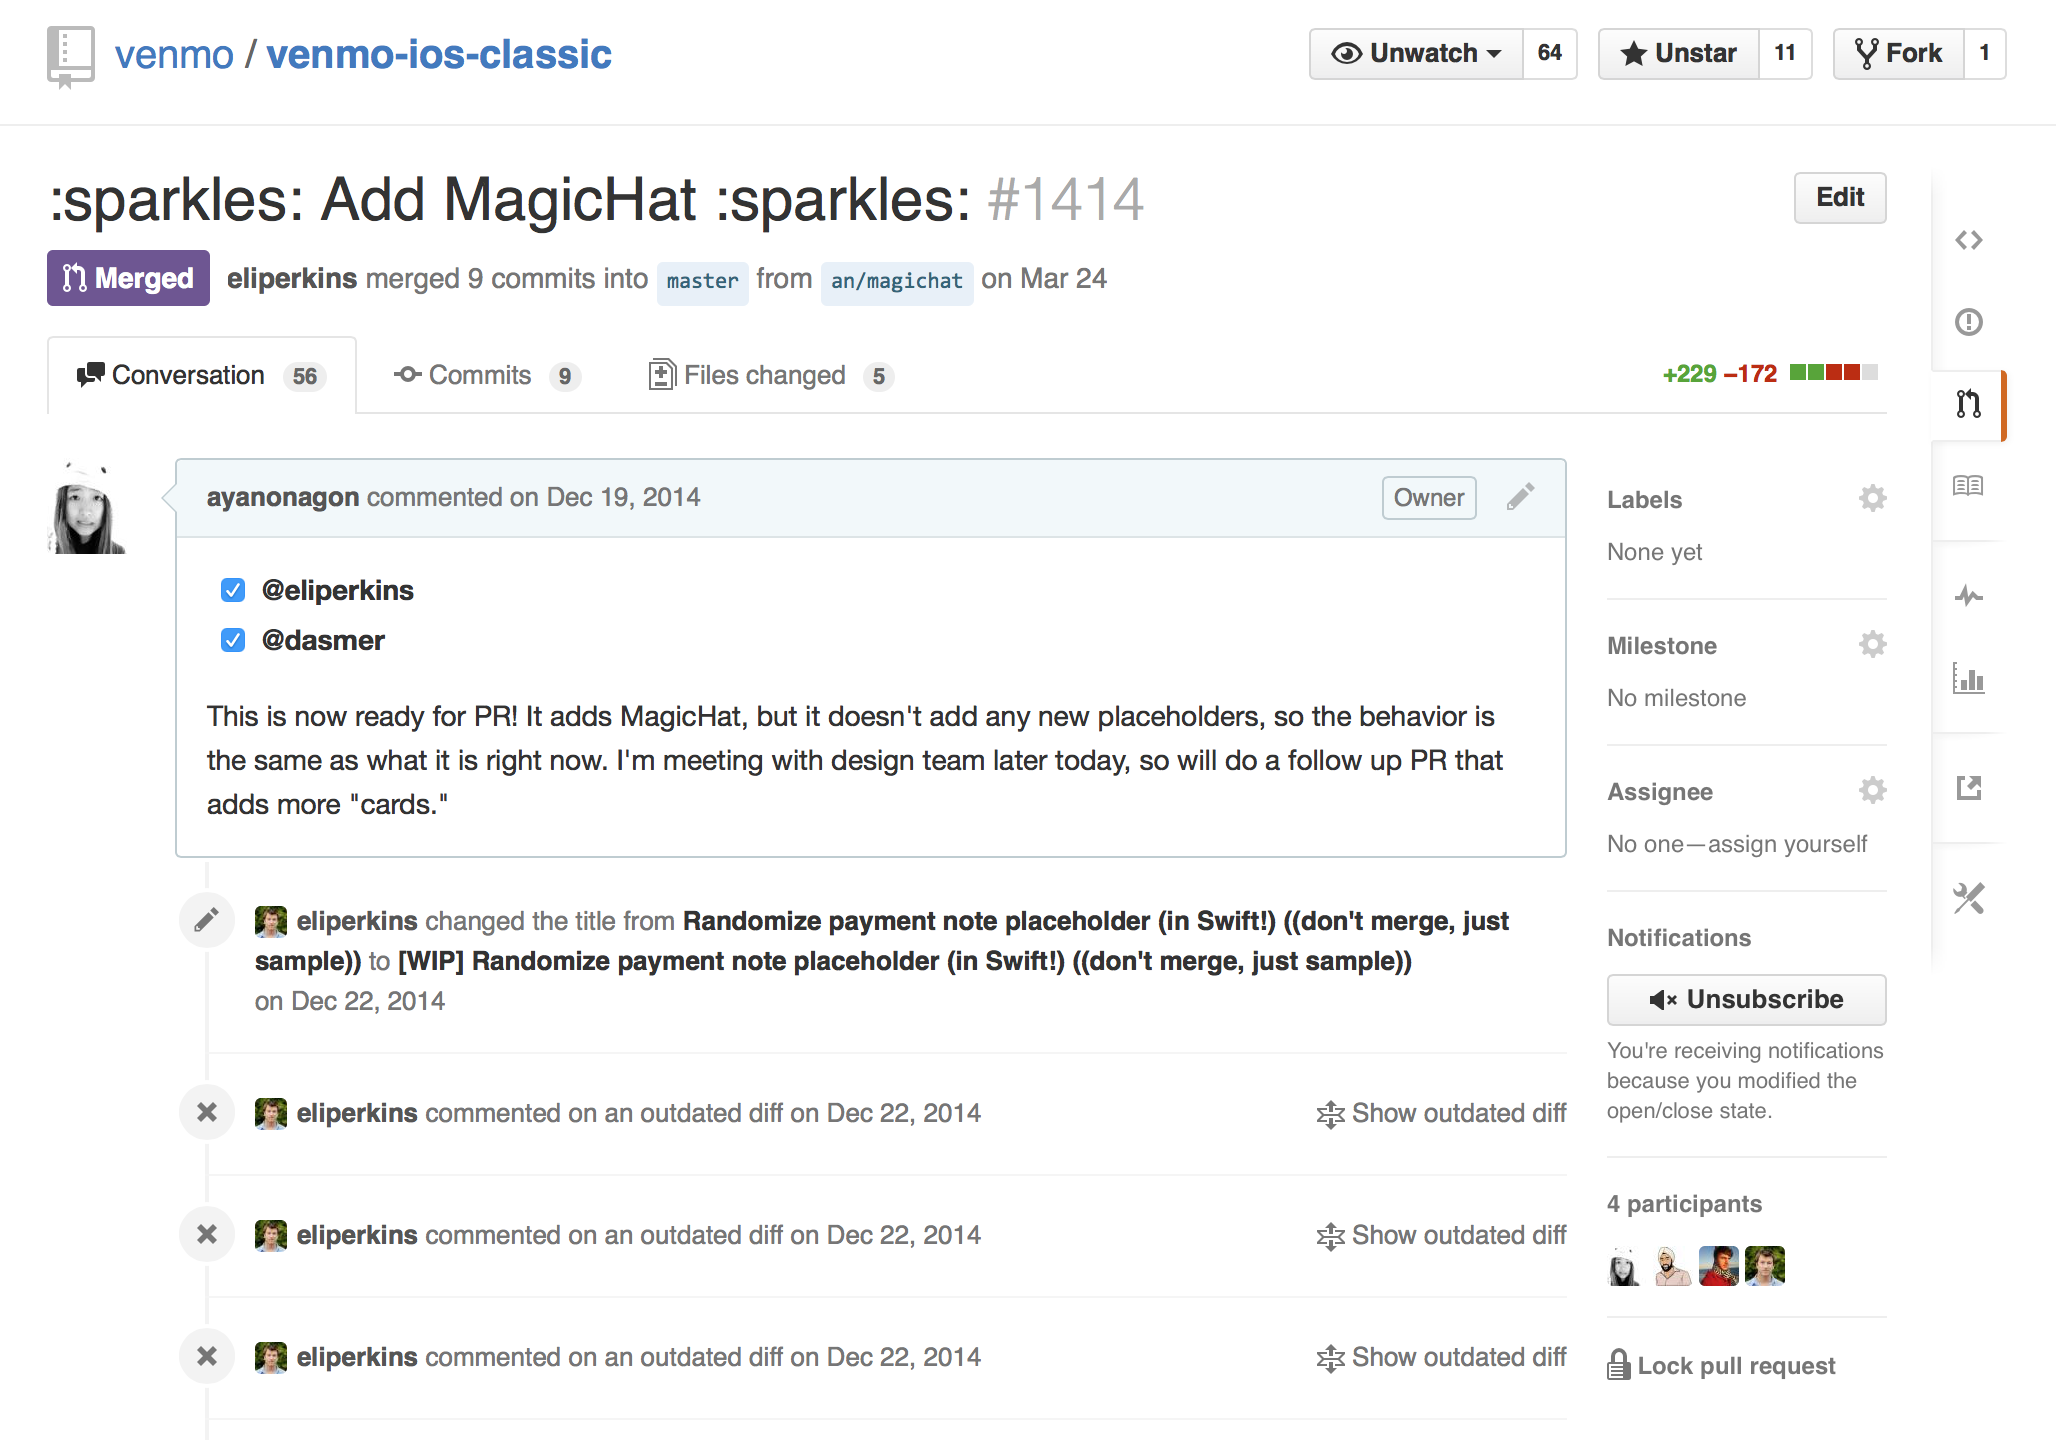 venmo / venmo-ios-classic
Unwatch 64
Unstar 11
Fork 1
:sparkles: Add MagicHat :sparkles: #1414
Edit
Merged eliperkins merged 9 commits into master from an/magichat on Mar 24
Conversation 56
Commits 9
Files changed 5
+229 −172
ayanonagon commented on Dec 19, 2014
Owner
@eliperkins
@dasmer
This is now ready for PR! It adds MagicHat, but it doesn't add any new placeholders, so the behavior is
the same as what it is right now. I'm meeting with design team later today, so will do a follow up PR that
adds more "cards."
eliperkins changed the title from Randomize payment note placeholder (in Swift!) ((don't merge, just
sample)) to [WIP] Randomize payment note placeholder (in Swift!) ((don't merge, just sample))
on Dec 22, 2014
eliperkins commented on an outdated diff on Dec 22, 2014
Show outdated diff
eliperkins commented on an outdated diff on Dec 22, 2014
Show outdated diff
eliperkins commented on an outdated diff on Dec 22, 2014
Show outdated diff
Labels
None yet
Milestone
No milestone
Assignee
No one—assign yourself
Notifications
Unsubscribe
You're receiving notifications
because you modified the
open/close state.
4 participants
Lock pull request